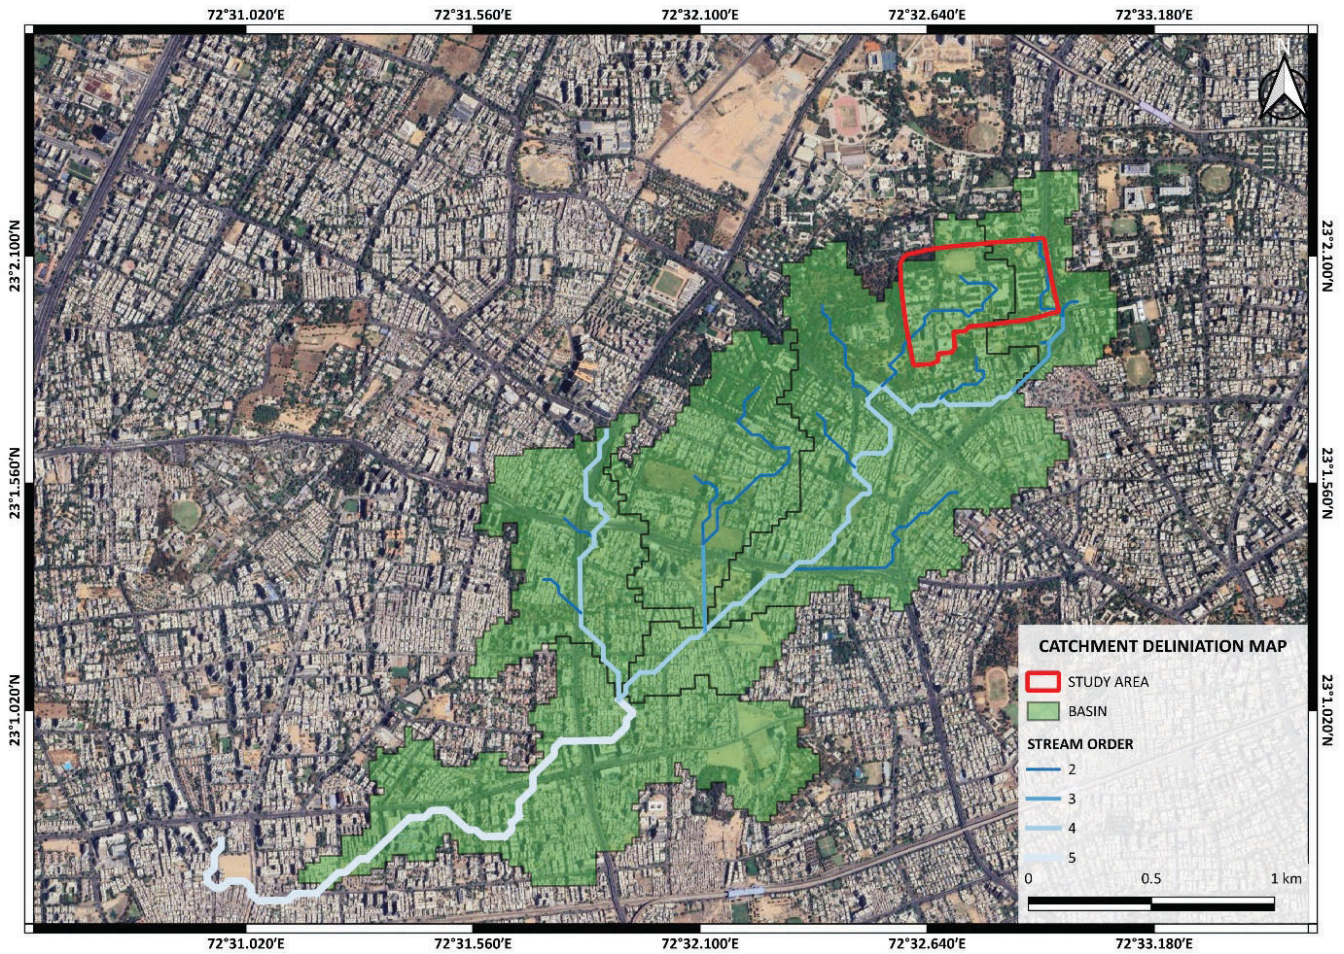 72°31.020′E 72°31.560′E 72°32.100′E 72°32.640′E 72°33.180′E
N
23°2.100′N 23°2.100′N
23°1.560′N 23°1.560′N
23°1.020′N 23°1.020′N
CATCHMENT DELINIATION MAP
STUDY AREA
BASIN
STREAM ORDER
2
3
4
5
0 0.5 1 km
72°31.020′E 72°31.560′E 72°32.100′E 72°32.640′E 72°33.180′E